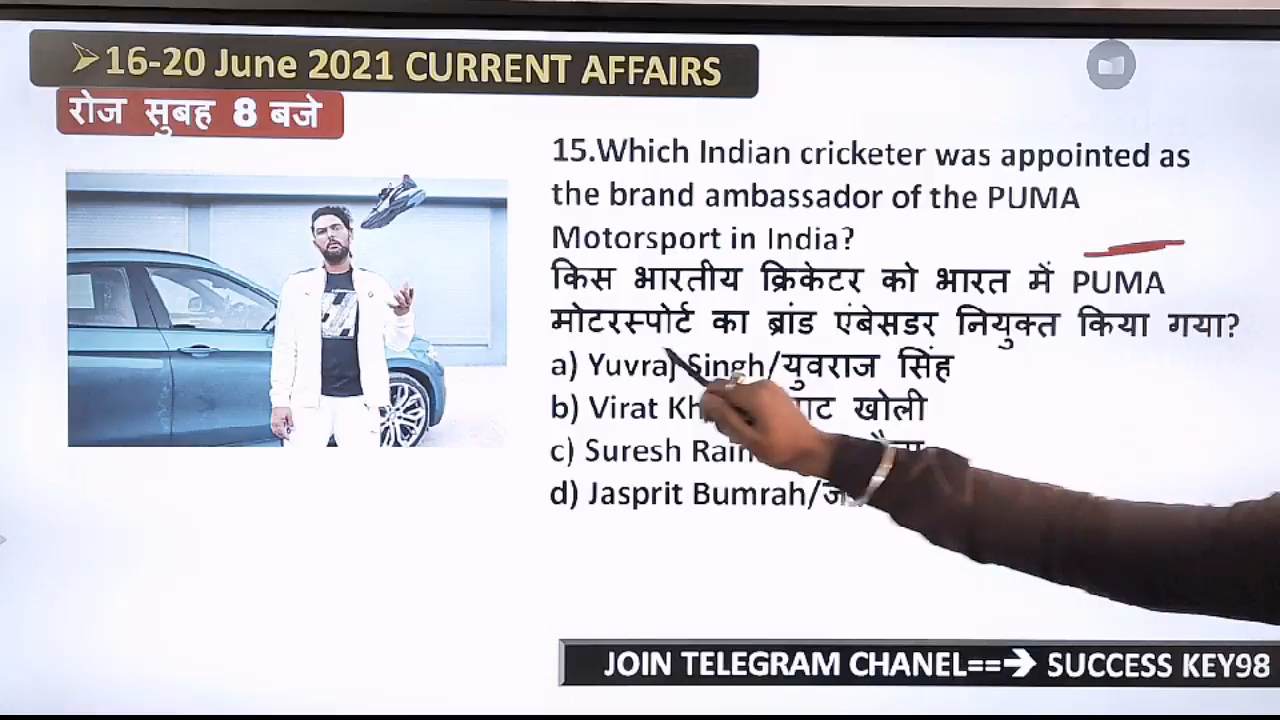 16-20 June 2021 CURRENT AFFAIRS
रोज सुबह 8 बजे
15.Which Indian cricketer was appointed as
the brand ambassador of the PUMA
Motorsport in India?
किस भारतीय क्रिकेटर को भारत में PUMA
मोटरस्पोर्ट का ब्रांड एंबेसडर नियुक्त किया गया?
a) Yuvraj Singh/युवराज सिंह
b) Virat खोली
c) Suresh
d) Jasprit Bumrah/
JOIN TELEGRAM CHANEL==➔ SUCCESS KEY98